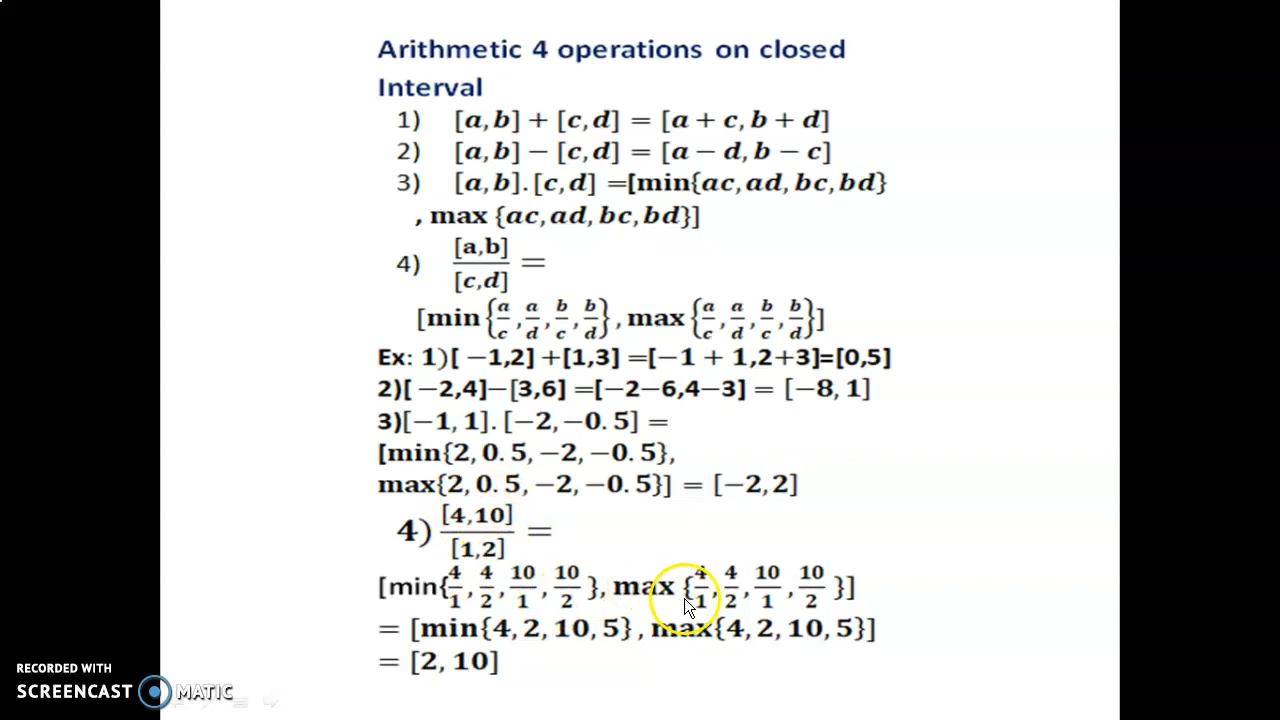 Arithmetic 4 operations on closed
Interval
1) [a,b] + [c,d] = [a + c, b + d]
2) [a,b] − [c,d] = [a − d, b − c]
3) [a,b]. [c,d] =[min{ac, ad, bc, bd}
, max {ac, ad, bc, bd}]
4) [a,b]/[c,d] =
[min {a/c, a/d, b/c, b/d}, max {a/c, a/d, b/c, b/d}]
Ex: 1)[ −1,2] +[1,3] =[−1 + 1,2+3]=[0,5]
2)[ −2,4]−[3,6] =[−2−6,4−3] = [−8, 1]
3)[−1, 1]. [−2, −0. 5] =
[min{2, 0. 5, −2, −0. 5},
max{2, 0. 5, −2, −0. 5}] = [−2, 2]
4) [4,10]/[1,2] =
[min{4/1, 4/2, 10/1, 10/2 }, max {4/1, 4/2, 10/1, 10/2 }]
= [min{4, 2, 10, 5} , max{4, 2, 10, 5}]
= [2, 10]
RECORDED WITH
SCREENCAST MATIC